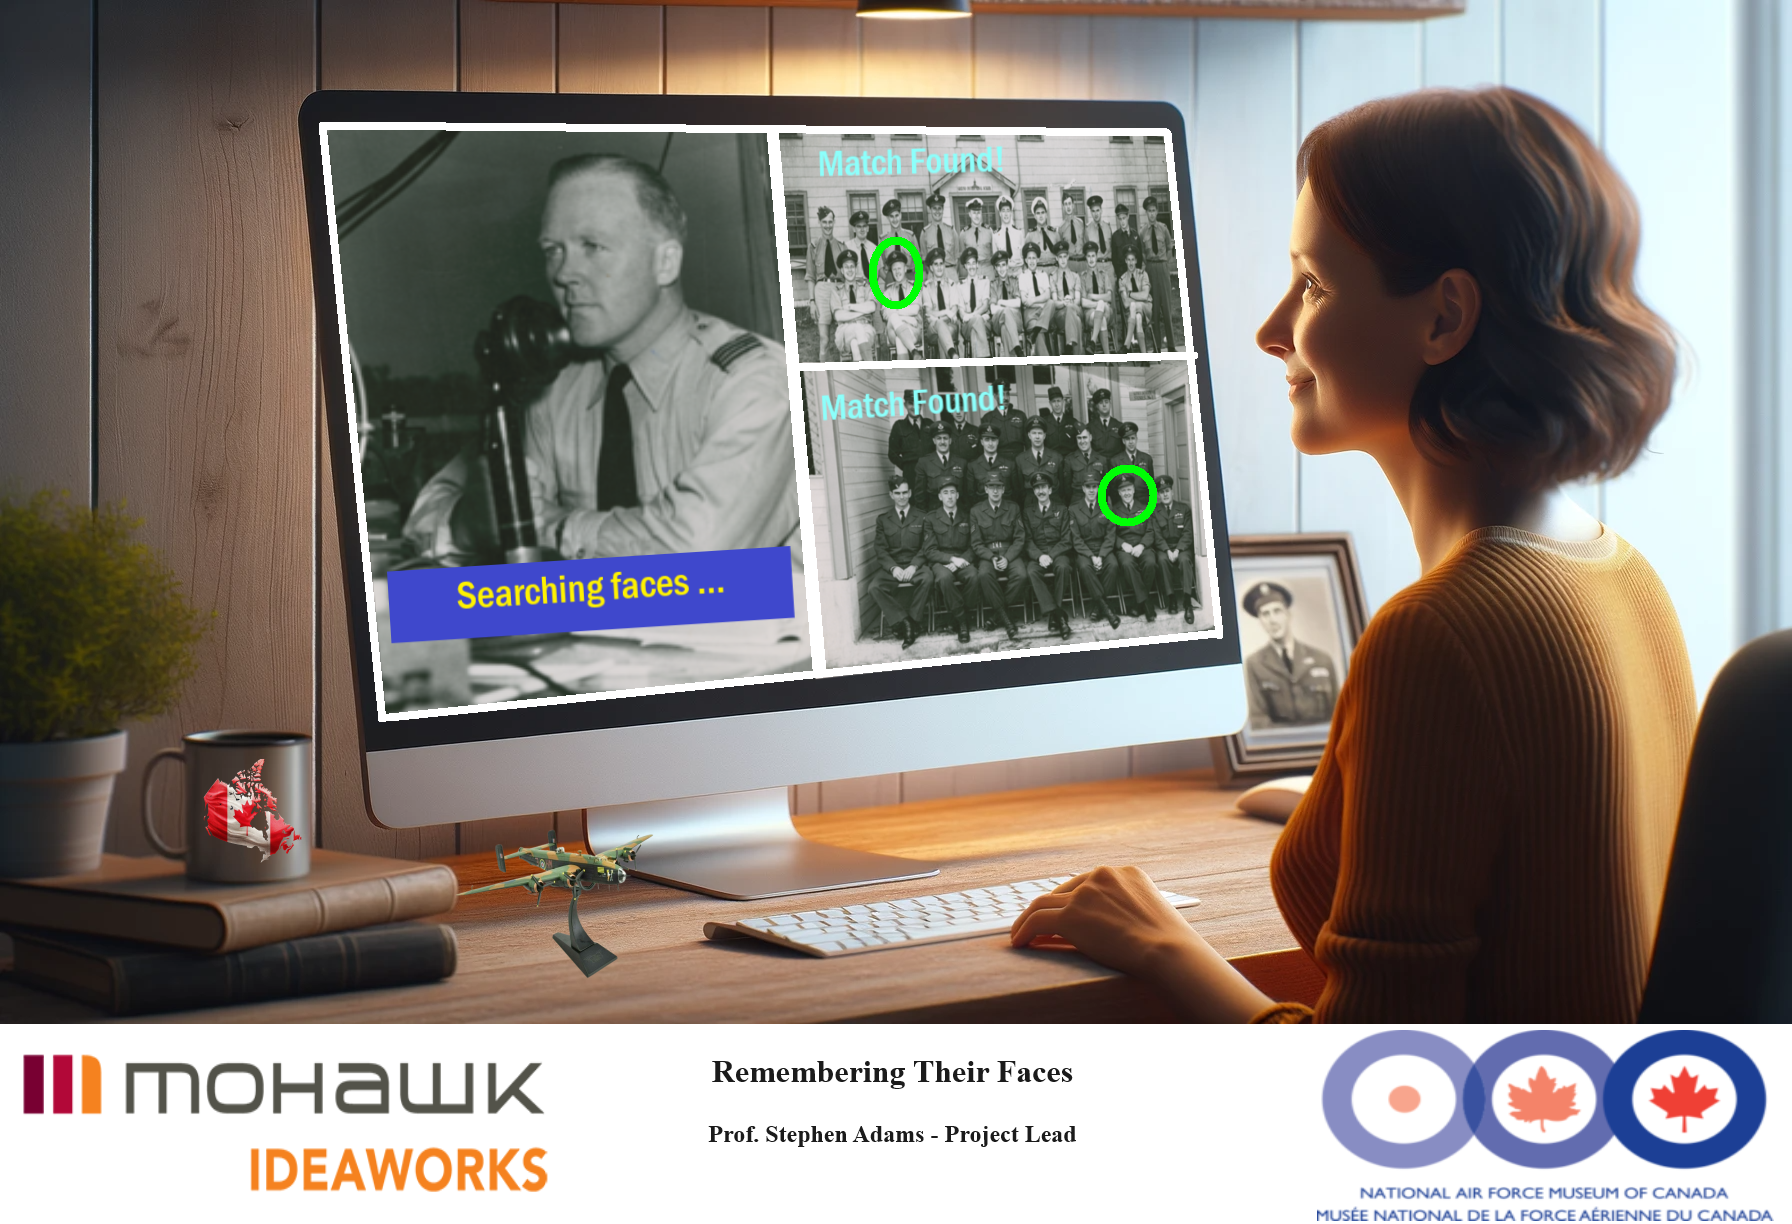 Match Found!
Searching faces ...
Match Found!
MOHAWK
IDEAWORKS
Remembering Their Faces
Prof. Stephen Adams - Project Lead
NATIONAL AIR FORCE MUSEUM OF CANADA
MUSÉE NATIONAL DE LA FORCE AÉRIENNE DU CANADA